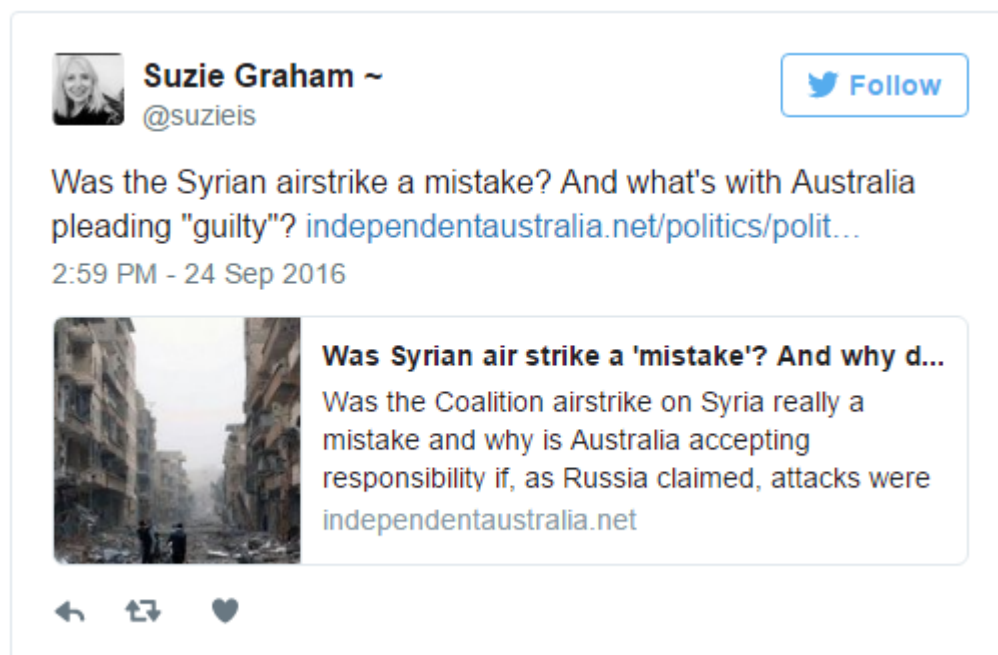 Suzie Graham ~
@suzieis
Follow
Was the Syrian airstrike a mistake? And what's with Australia
pleading "guilty"? independentaustralia.net/politics/polit…
2:59 PM - 24 Sep 2016
Was Syrian air strike a 'mistake'? And why d...
Was the Coalition airstrike on Syria really a
mistake and why is Australia accepting
responsibility if, as Russia claimed, attacks were
independentaustralia.net